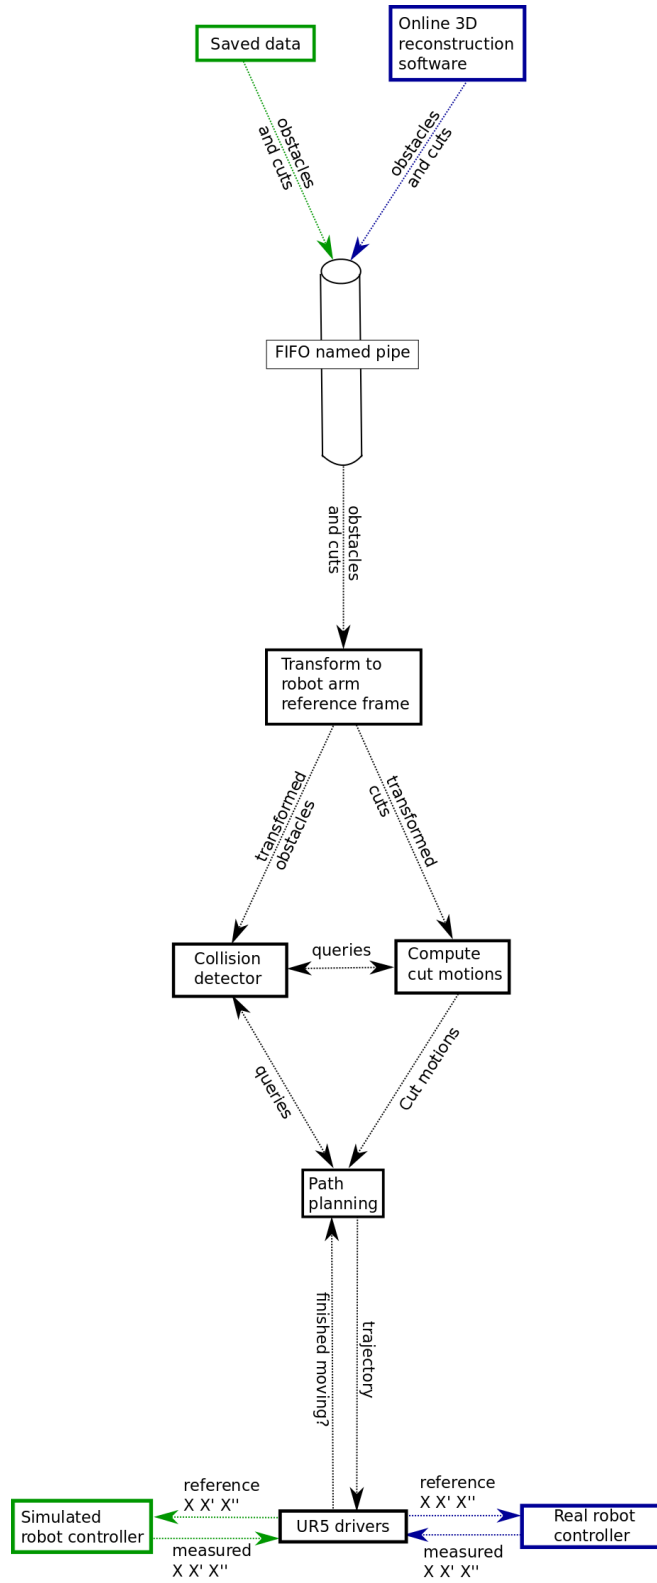 Saved data
Online 3D
reconstruction
software
obstacles
and cuts
obstacles
and cuts
FIFO named pipe
obstacles
and cuts
Transform to
robot arm
reference frame
transformed
obstacles
transformed
cuts
Collision
detector
queries
Compute
cut motions
queries
Cut motions
Path
planning
finished moving?
trajectory
reference
X X' X''
reference
X X' X''
Simulated
robot controller
UR5 drivers
Real robot
controller
measured
X X' X''
measured
X X' X''